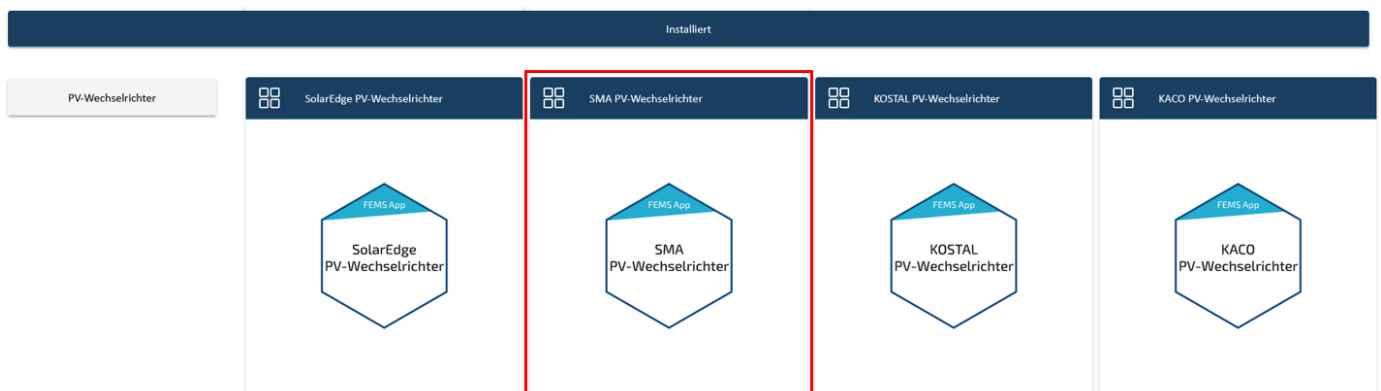 Installiert
PV-Wechselrichter
SolarEdge PV-Wechselrichter
SMA PV-Wechselrichter
KOSTAL PV-Wechselrichter
KACO PV-Wechselrichter
FEMS App
SolarEdge
PV-Wechselrichter
FEMS App
SMA
PV-Wechselrichter
FEMS App
KOSTAL
PV-Wechselrichter
FEMS App
KACO
PV-Wechselrichter